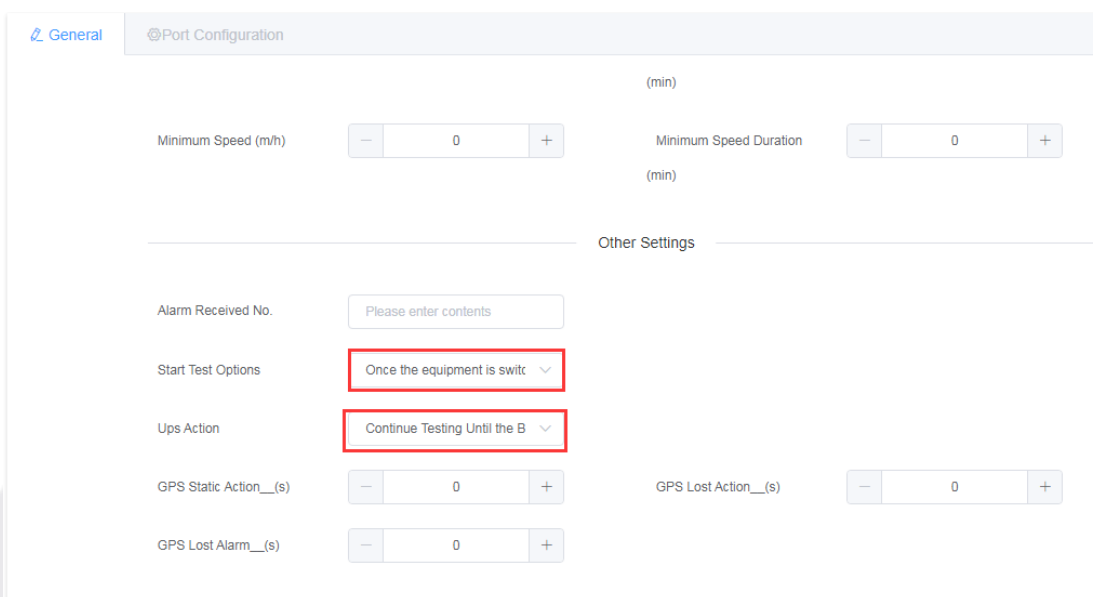 General Port Configuration
(min)
Minimum Speed (m/h) − 0 + Minimum Speed Duration − 0 +
(min)
Other Settings
Alarm Received No. Please enter contents
Start Test Options Once the equipment is switc
Ups Action Continue Testing Until the B
GPS Static Action__(s) − 0 + GPS Lost Action__(s) − 0 +
GPS Lost Alarm__(s) − 0 +